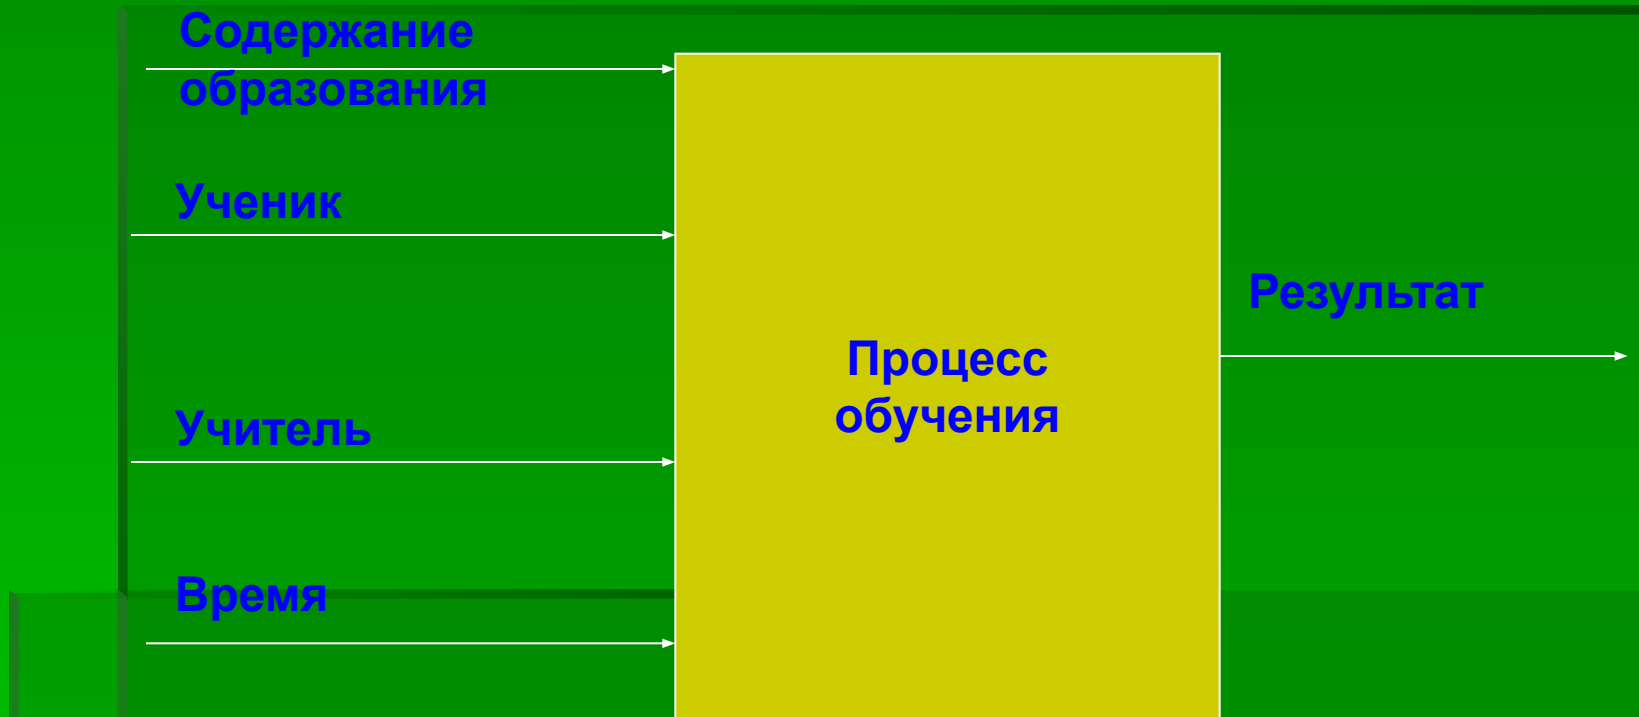 Содержание
образования
Ученик
Учитель
Время
Процесс
обучения
Результат